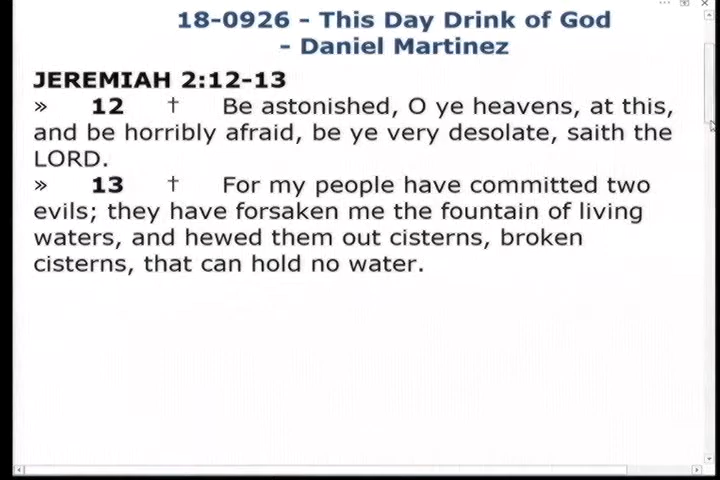 18-0926 - This Day Drink of God
- Daniel Martinez
JEREMIAH 2:12-13
» 12 † Be astonished, O ye heavens, at this,
and be horribly afraid, be ye very desolate, saith the
LORD.
» 13 † For my people have committed two
evils; they have forsaken me the fountain of living
waters, and hewed them out cisterns, broken
cisterns, that can hold no water.